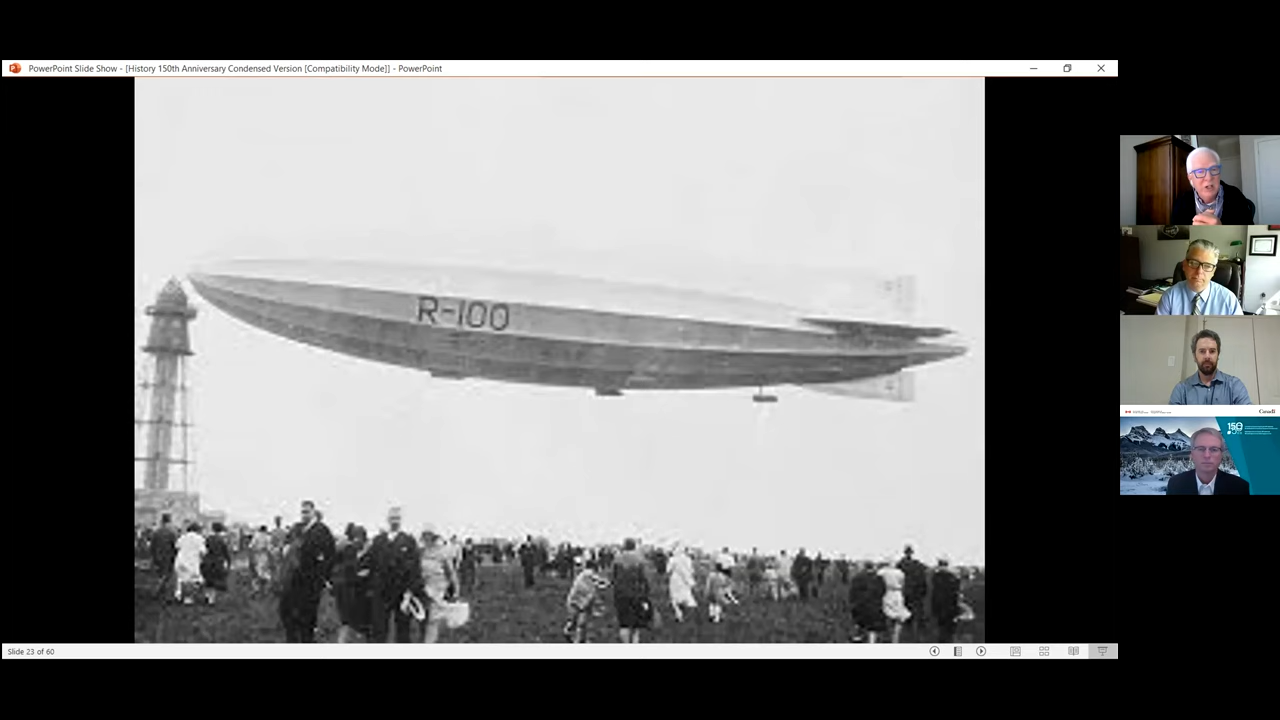 PowerPoint Slide Show - [History 150th Anniversary Condensed Version [Compatibility Mode]] - PowerPoint
R-100
150
Canada
Slide 23 of 60